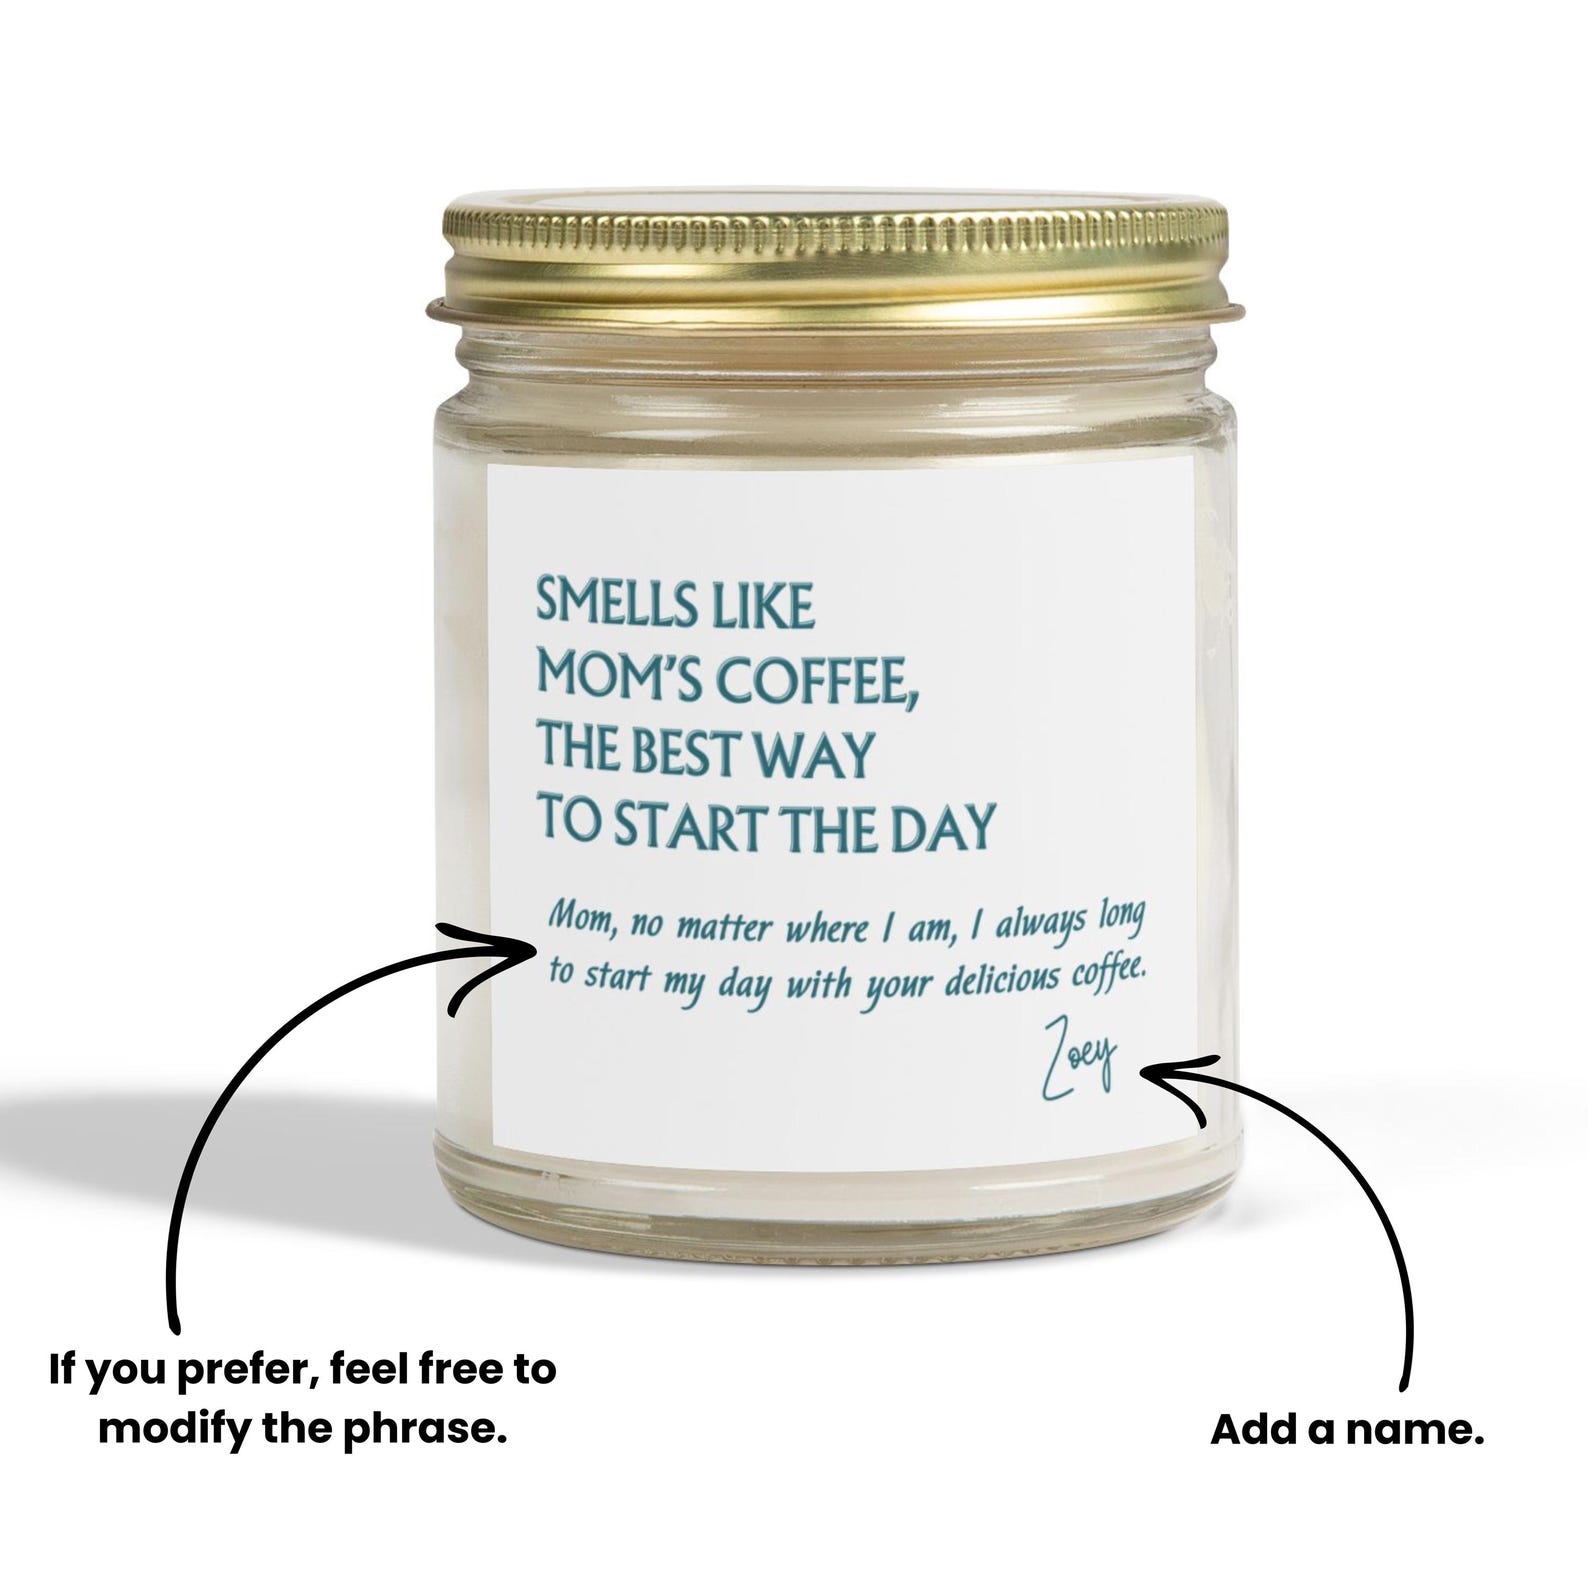 SMELLS LIKE
MOM'S COFFEE,
THE BEST WAY
TO START THE DAY
Mom, no matter where I am, I always long
to start my day with your delicious coffee.
Zoey
If you prefer, feel free to
modify the phrase.
Add a name.